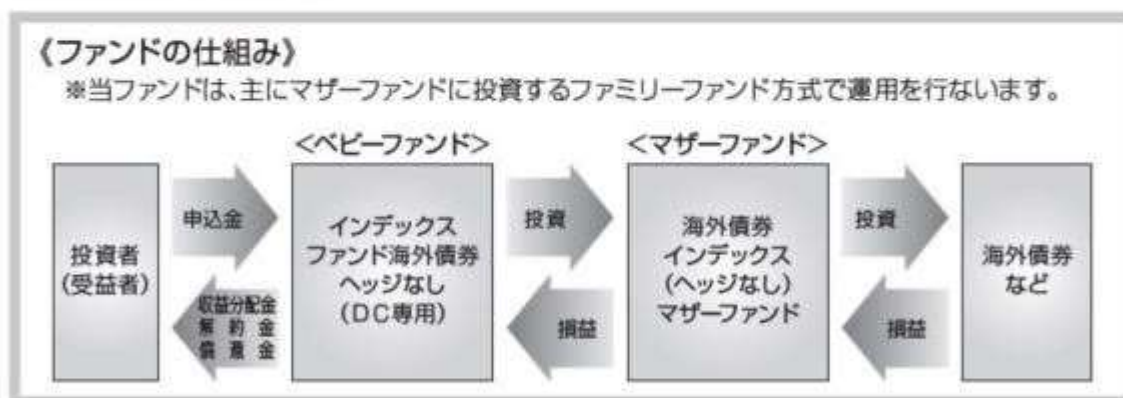 《ファンドの仕組み》
※当ファンドは、主にマザーファンドに投資するファミリーファンド方式で運用を行ないます。
<ベビーファンド>
<マザーファンド>
投資者
(受益者)
申込金
収益分配金
解約金
償還金
インデックス
ファンド海外債券
ヘッジなし
(DC専用)
投資
損益
海外債券
インデックス
(ヘッジなし)
マザーファンド
投資
損益
海外債券
など